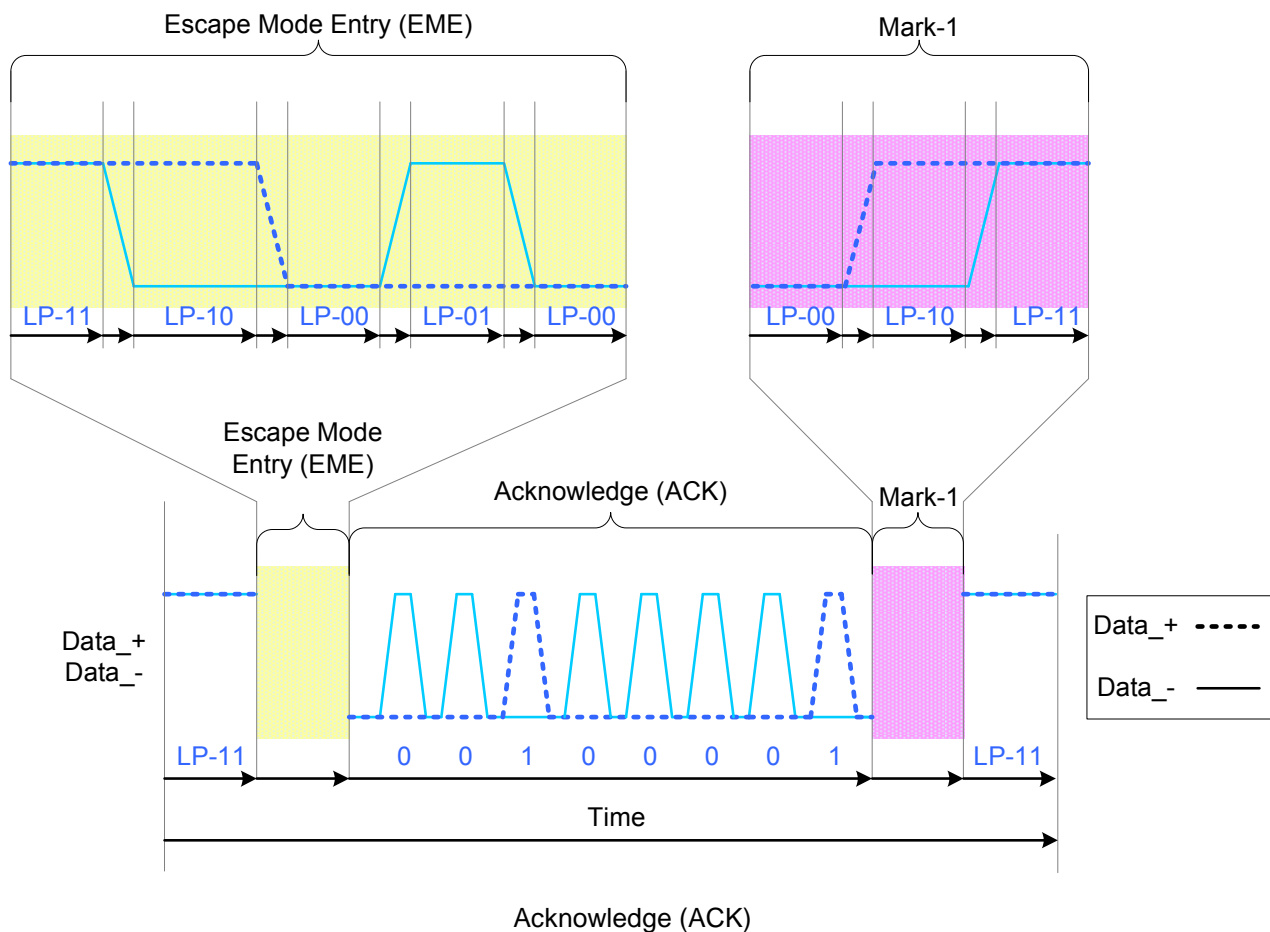 Escape Mode Entry (EME)
Mark-1
LP-11 LP-10 LP-00 LP-01 LP-00
LP-00 LP-10 LP-11
Escape Mode
Entry (EME)
Acknowledge (ACK)
Mark-1
Data_+
Data_-
Data_+
Data_-
LP-11 0 0 1 0 0 0 0 1 LP-11
Time
Acknowledge (ACK)